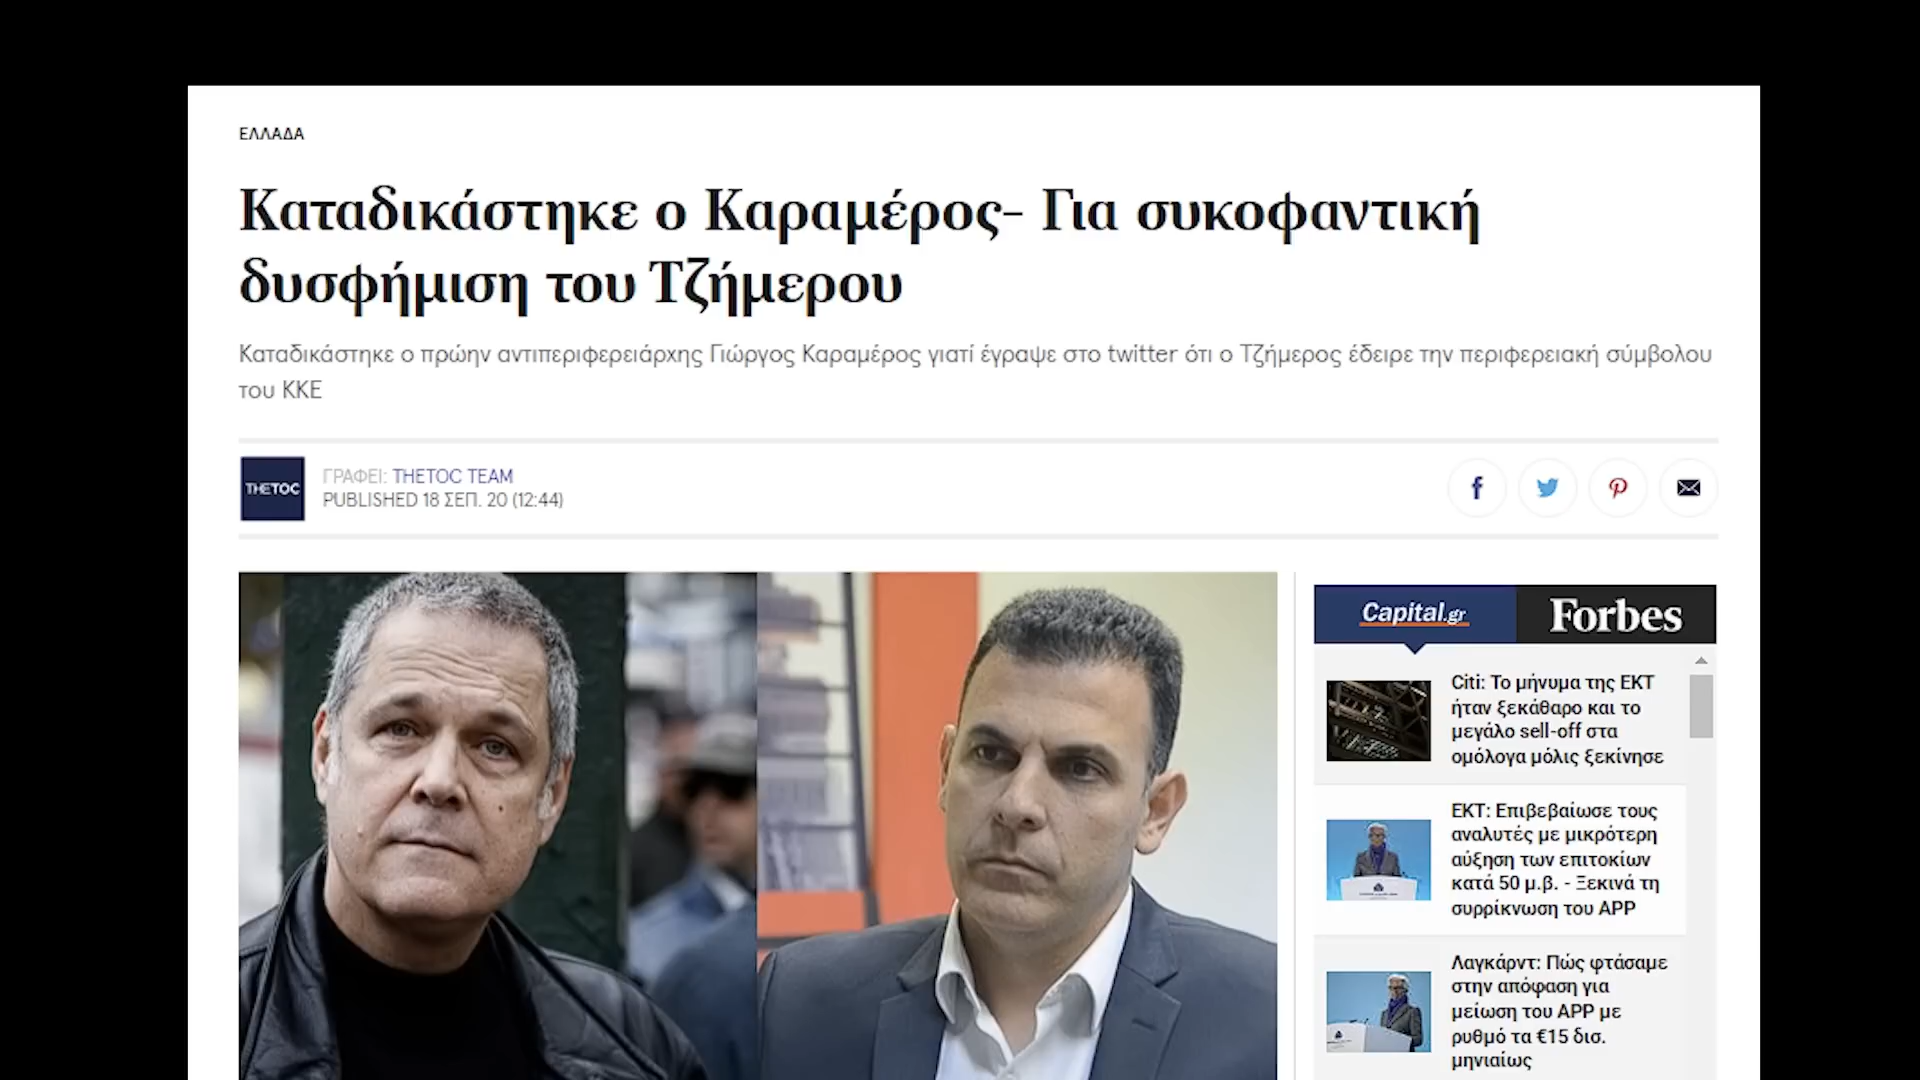 ΕΛΛΑΔΑ
Καταδικάστηκε ο Καραμέρος- Για συκοφαντική
δυσφήμιση του Τζήμερου
Καταδικάστηκε ο πρώην αντιπεριφερειάρχης Γιώργος Καραμέρος γιατί έγραψε στο twitter ότι ο Τζήμερος έδειρε την περιφερειακή σύμβολου
του ΚΚΕ
THETOC
ΓΡΑΦΕΙ: THETOC TEAM
PUBLISHED 18 ΣΕΠ. 20 (12:44)
Capital.gr
Forbes
Citi: Το μήνυμα της ΕΚΤ
ήταν ξεκάθαρο και το
μεγάλο sell-off στα
ομόλογα μόλις ξεκίνησε
ΕΚΤ: Επιβεβαίωσε τους
αναλυτές με μικρότερη
αύξηση των επιτοκίων
κατά 50 μ.β. - Ξεκινά τη
συρρίκνωση του APP
Λαγκάρντ: Πώς φτάσαμε
στην απόφαση για
μείωση του APP με
ρυθμό τα €15 δισ.
μηνιαίως